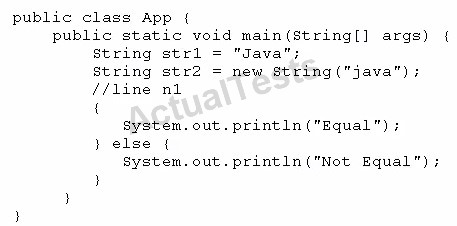 public class App {
public static void main(String[] args) {
String str1 = "Java";
String str2 = new String("java");
//line n1
{
System.out.println("Equal");
} else {
System.out.println("Not Equal");
}
}
}
ActualTests